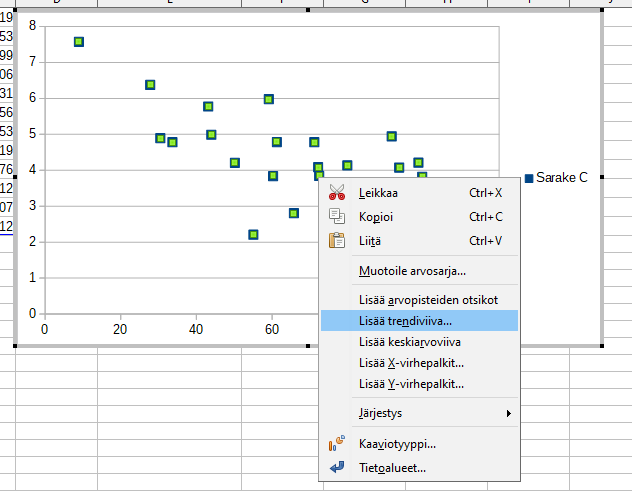 19
53
99
06
31
56
53
19
76
12
07
12
8
7
6
5
4
3
2
1
0
0 20 40 60
Sarake C
Leikkaa Ctrl+X
Kopioi Ctrl+C
Liitä Ctrl+V
Muotoile arvosarja...
Lisää arvopisteiden otsikot
Lisää trendiviiva...
Lisää keskiarvoviiva
Lisää X-virhepalkit...
Lisää Y-virhepalkit...
Järjestys
Kaaviotyyppi...
Tietoalueet...